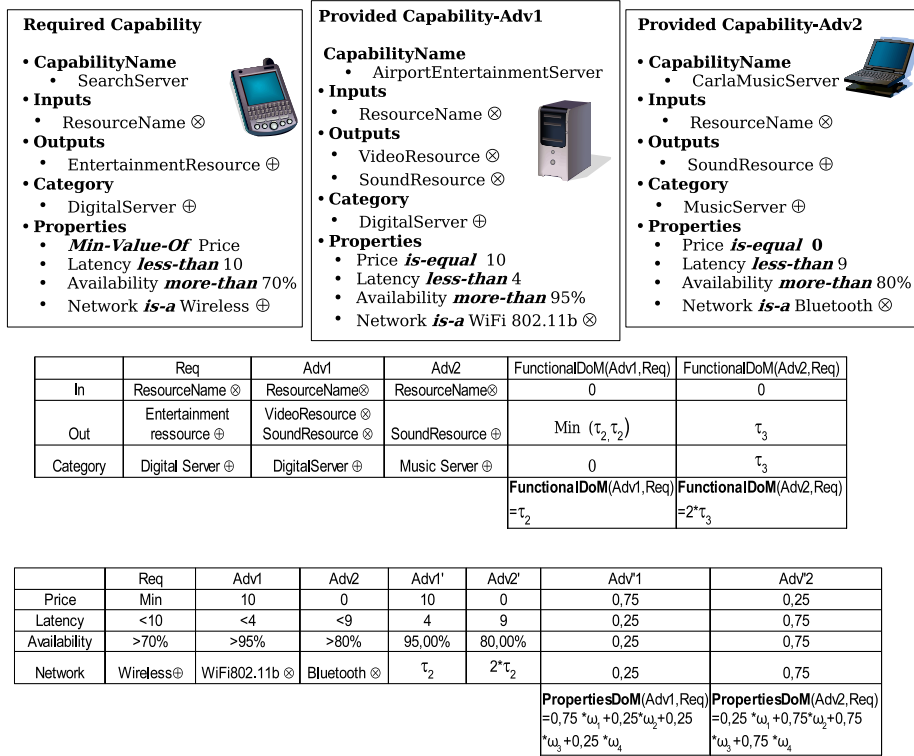 Required Capability
• CapabilityName
• SearchServer
• Inputs
• ResourceName ⊗
• Outputs
• EntertainmentResource ⊕
• Category
• DigitalServer ⊕
• Properties
• Min-Value-Of Price
• Latency less-than 10
• Availability more-than 70%
• Network is-a Wireless ⊕
Provided Capability-Adv1
CapabilityName
• AirportEntertainmentServer
• Inputs
• ResourceName ⊗
• Outputs
• VideoResource ⊗
• SoundResource ⊗
• Category
• DigitalServer ⊕
• Properties
• Price is-equal 10
• Latency less-than 4
• Availability more-than 95%
• Network is-a WiFi 802.11b ⊗
Provided Capability-Adv2
• CapabilityName
• CarlaMusicServer
• Inputs
• ResourceName ⊗
• Outputs
• SoundResource ⊕
• Category
• MusicServer ⊕
• Properties
• Price is-equal 0
• Latency less-than 9
• Availability more-than 80%
• Network is-a Bluetooth ⊗
Req Adv1 Adv2 FunctionalDoM(Adv1,Req) FunctionalDoM(Adv2,Req)
In ResourceName ⊗ ResourceName⊗ ResourceName⊗ 0 0
Entertainment VideoResource ⊗
Out ressource ⊕ SoundResource ⊗ SoundResource ⊕ Min (τ2,τ2) τ3
Category Digital Server ⊕ DigitalServer ⊕ Music Server ⊕ 0 τ3
FunctionalDoM(Adv1,Req) FunctionalDoM(Adv2,Req)
=τ2 =2*τ3
Req Adv1 Adv2 Adv1' Adv2' Adv"1 Adv"2
Price Min 10 0 10 0 0,75 0,25
Latency <10 <4 <9 4 9 0,25 0,75
Availability >70% >95% >80% 95,00% 80,00% 0,25 0,75
Network Wireless⊕ WiFi802.11b ⊗ Bluetooth ⊗ τ2 2*τ2 0,25 0,75
PropertiesDoM(Adv1,Req) PropertiesDoM(Adv2,Req)
=0,75 *ω1+0,25*ω2+0,25 =0,25 *ω1+0,75*ω2+0,75
*ω3+0,25 *ω4 *ω3+0,75 *ω4